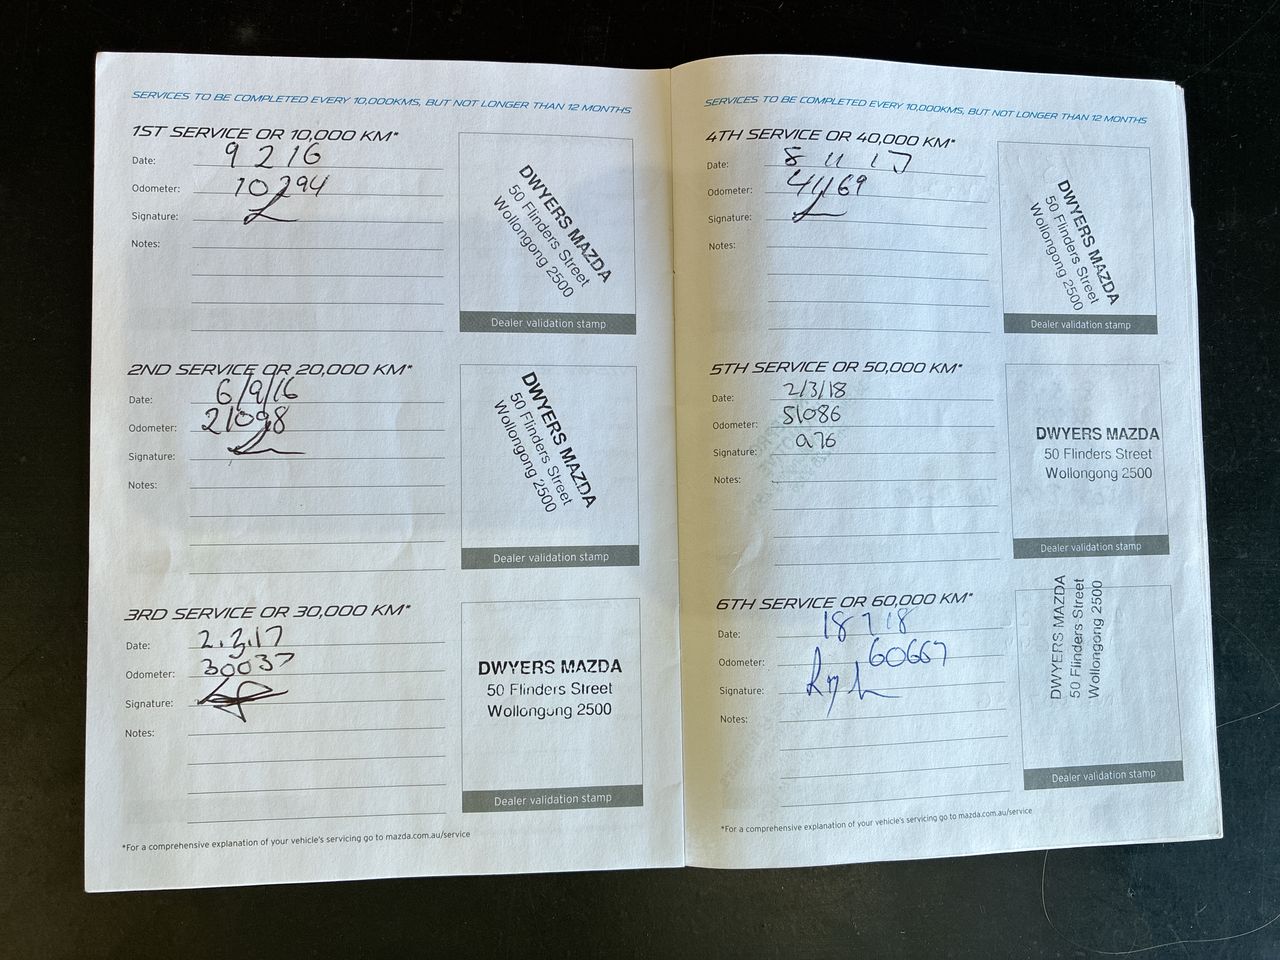 SERVICES TO BE COMPLETED EVERY 10,000KMS, BUT NOT LONGER THAN 12 MONTHS
1ST SERVICE OR 10,000 KM*
Date: 9 2 16
Odometer: 10294
Signature:
Notes:
DWYERS MAZDA
50 Flinders Street
Wollongong 2500
Dealer validation stamp
2ND SERVICE OR 20,000 KM*
Date: 6/9/16
Odometer: 21098
Signature:
Notes:
DWYERS MAZDA
50 Flinders Street
Wollongong 2500
Dealer validation stamp
3RD SERVICE OR 30,000 KM*
Date: 2.3.17
Odometer: 30037
Signature:
Notes:
DWYERS MAZDA
50 Flinders Street
Wollongong 2500
Dealer validation stamp
*For a comprehensive explanation of your vehicle's servicing go to mazda.com.au/service
SERVICES TO BE COMPLETED EVERY 10,000KMS, BUT NOT LONGER THAN 12 MONTHS
4TH SERVICE OR 40,000 KM*
Date: 8 11 17
Odometer: 41169
Signature:
Notes:
DWYERS MAZDA
50 Flinders Street
Wollongong 2500
Dealer validation stamp
5TH SERVICE OR 50,000 KM*
Date: 2/3/18
Odometer: 51086
Signature: a76
Notes:
DWYERS MAZDA
50 Flinders Street
Wollongong 2500
Dealer validation stamp
6TH SERVICE OR 60,000 KM*
Date: 18 7 18
Odometer: 60667
Signature:
Notes:
DWYERS MAZDA
50 Flinders Street
Wollongong 2500
Dealer validation stamp
*For a comprehensive explanation of your vehicle's servicing go to mazda.com.au/service